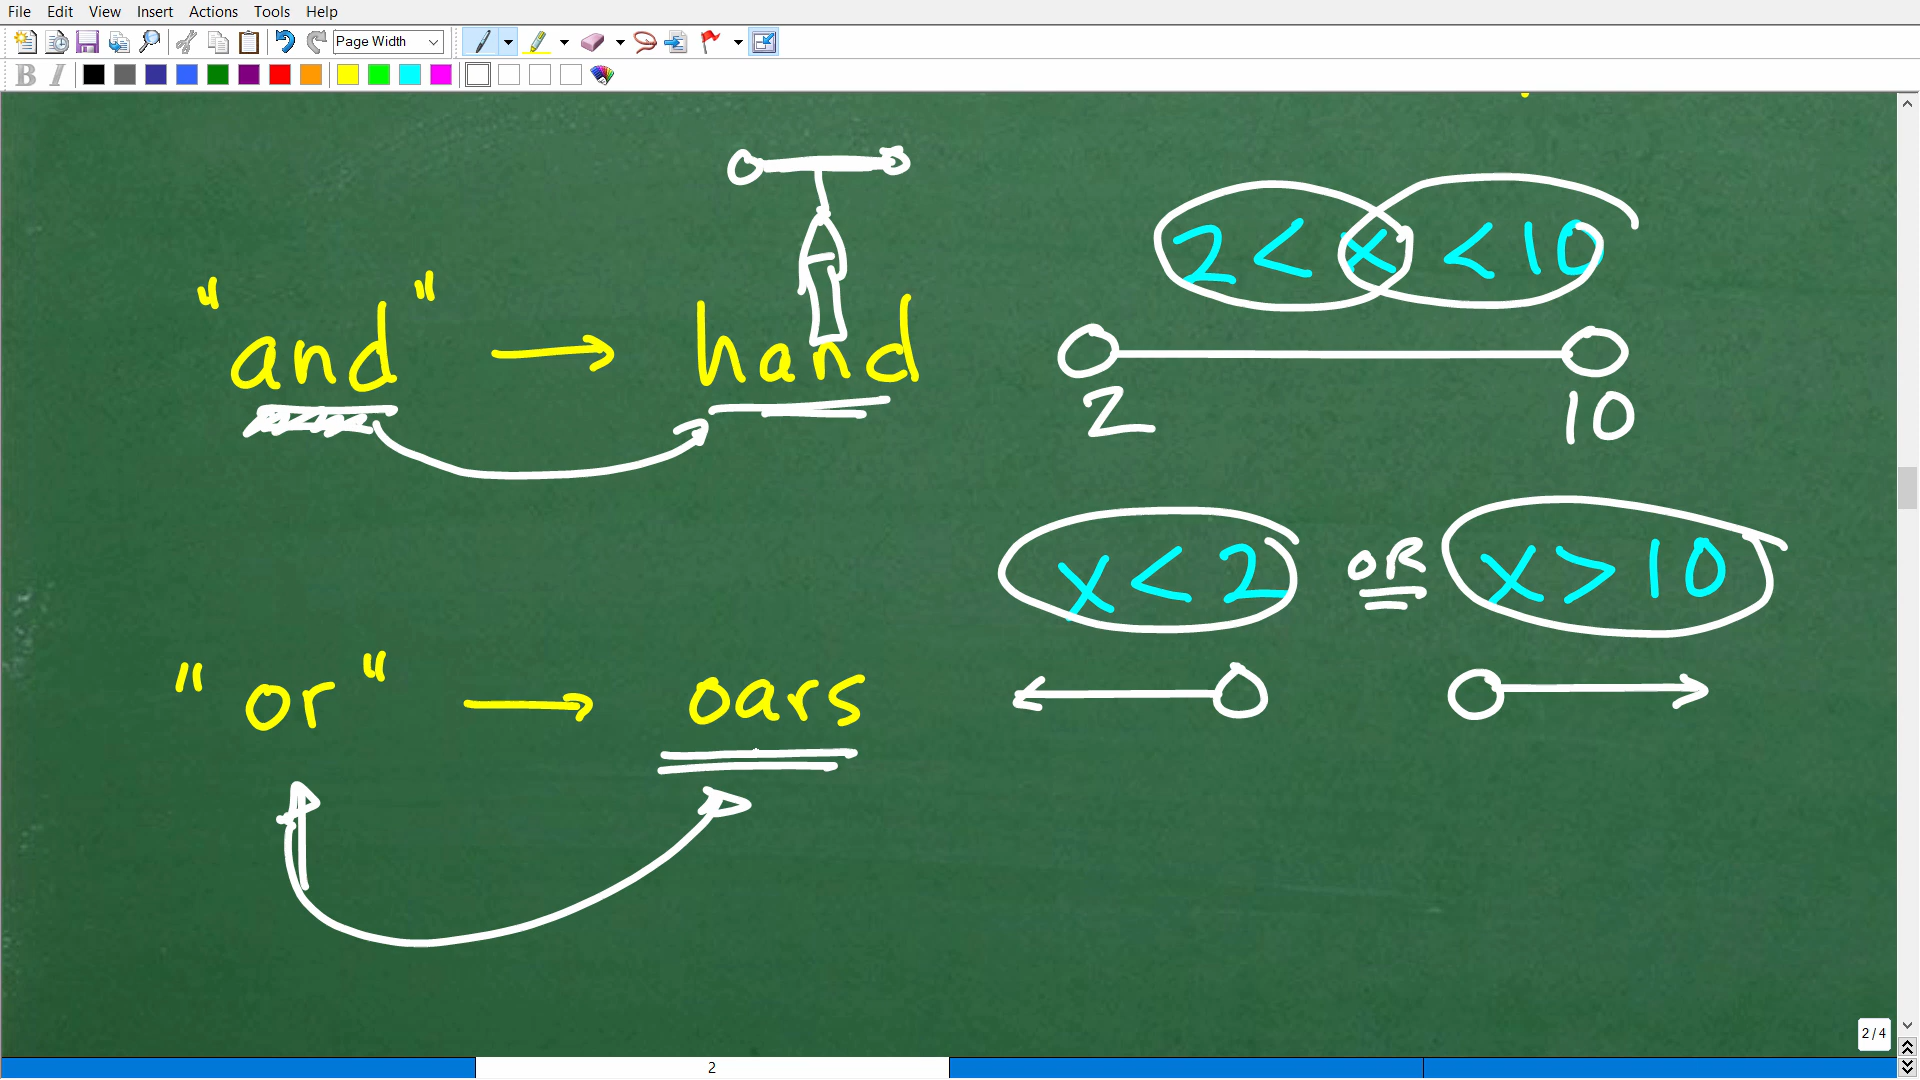 File Edit View Insert Actions Tools Help
Page Width
B I
"and" → hand
2 < x < 10
2 10
x < 2 OR x > 10
"or" → oars
2 / 4
2